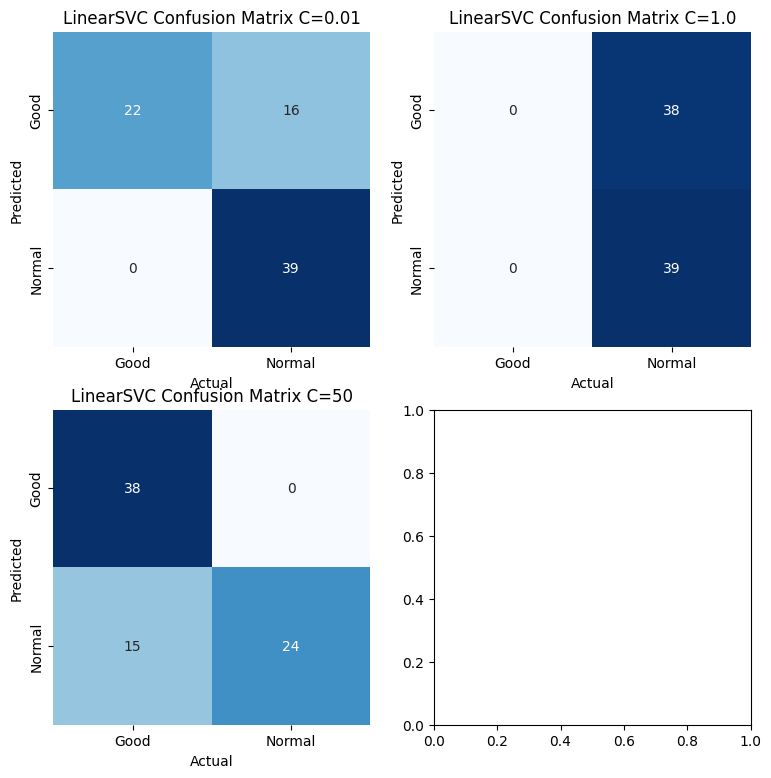 LinearSVC Confusion Matrix C=0.01
Good
22
16
Predicted
Normal
0
39
Good
Normal
Actual
LinearSVC Confusion Matrix C=1.0
Good
0
38
Predicted
Normal
0
39
Good
Normal
Actual
LinearSVC Confusion Matrix C=50
Good
38
0
Predicted
Normal
15
24
Good
Normal
Actual
1.0
0.8
0.6
0.4
0.2
0.0
0.0 0.2 0.4 0.6 0.8 1.0